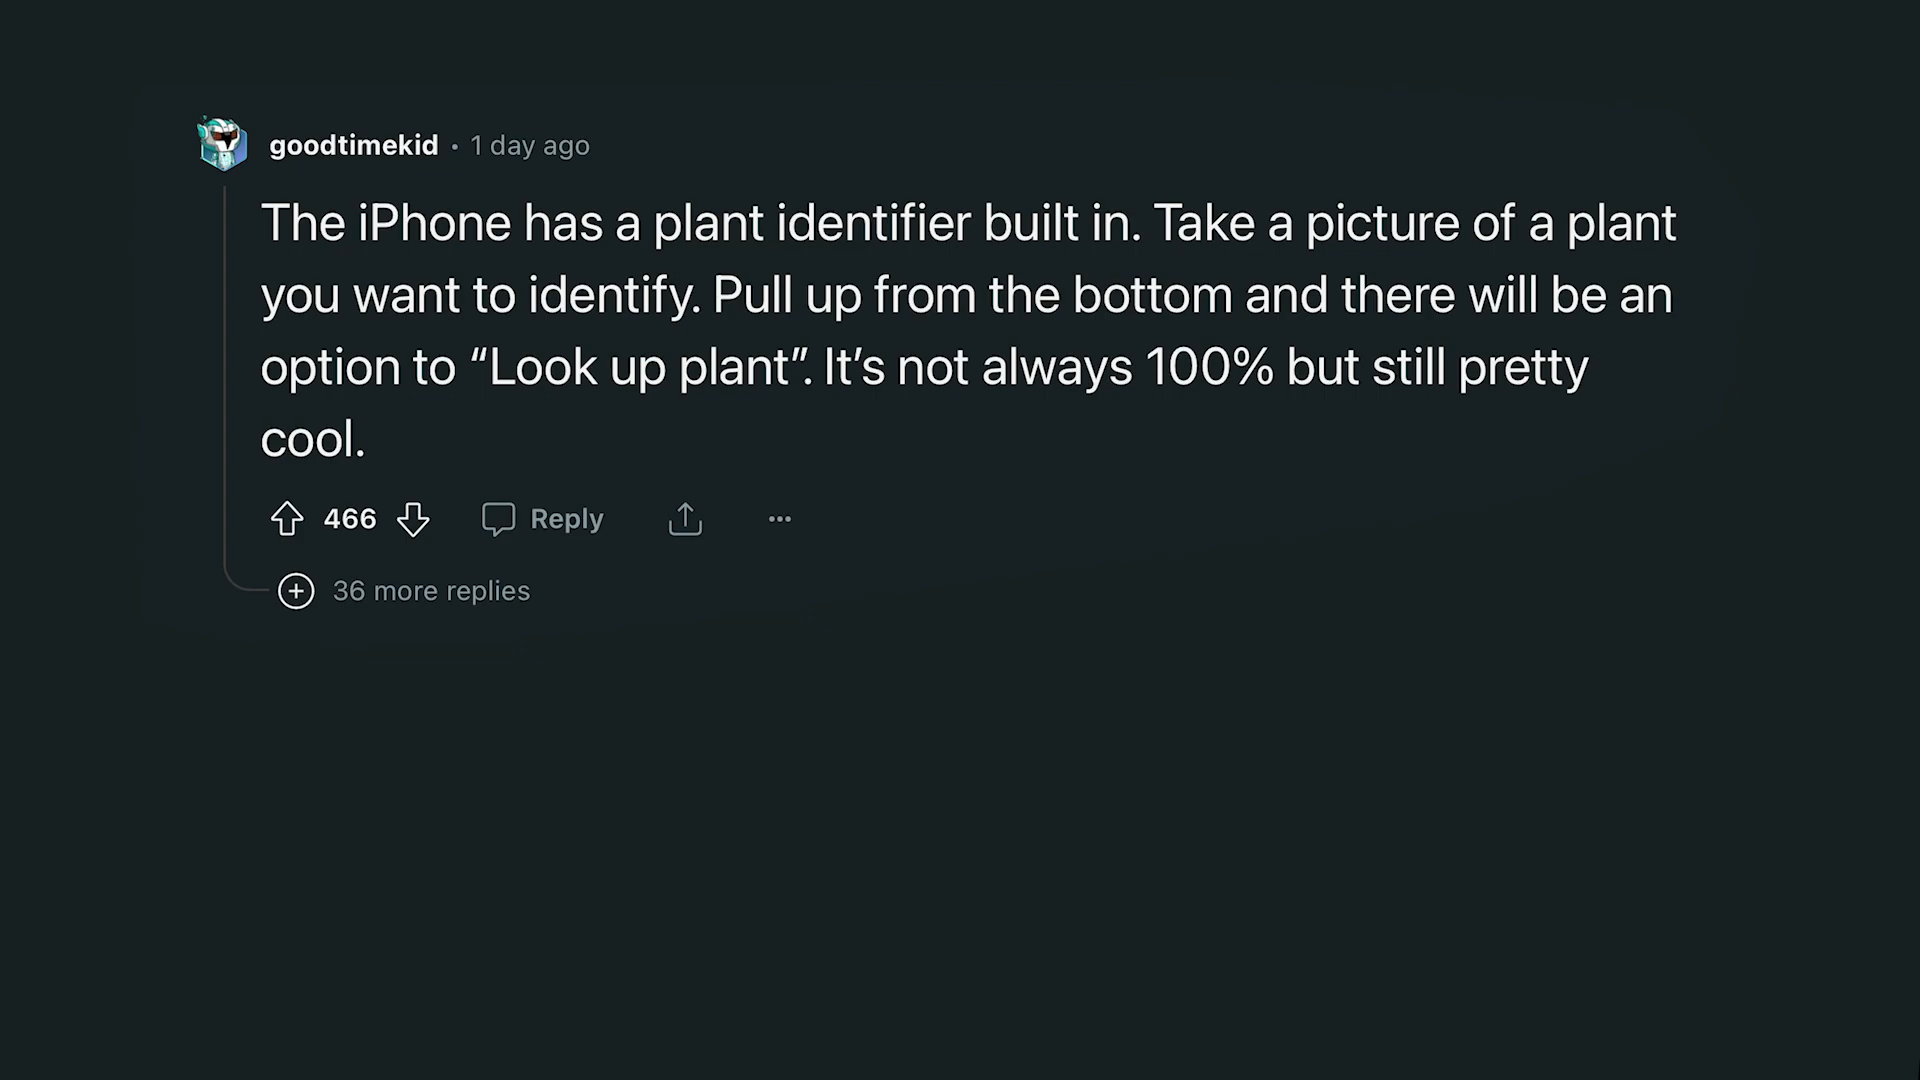 goodtimekid • 1 day ago
The iPhone has a plant identifier built in. Take a picture of a plant
you want to identify. Pull up from the bottom and there will be an
option to “Look up plant”. It’s not always 100% but still pretty
cool.
466 Reply ...
36 more replies